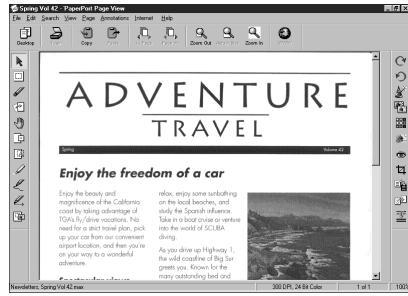 Spring Vol 42 - PaperPort Page View
File Edit Search View Page Annotations Internet Help
Desktop Copy Paste Zoom Out Zoom In
ADVENTURE
TRAVEL
Spring Volume 42
Enjoy the freedom of a car
Enjoy the beauty and
magnificence of the California
coast by taking advantage of
TGA's fly/drive vacations. No
need for a strict travel plan, pick
up your car from our convenient
airport location, and then you're
on your way to a wonderful
adventure.
Spectacular views
relax, enjoy some sunbathing
on the local beaches, and
study the Spanish influence.
Take in a boat cruise or venture
into the world of SCUBA
diving.
As you drive up Highway 1,
the wild coastline of Big Sur
greets you. Known for the
many outstanding bed and
Newsletters, Spring Vol 42.max 300 DPI, 24 Bit Color 1 of 1 100%